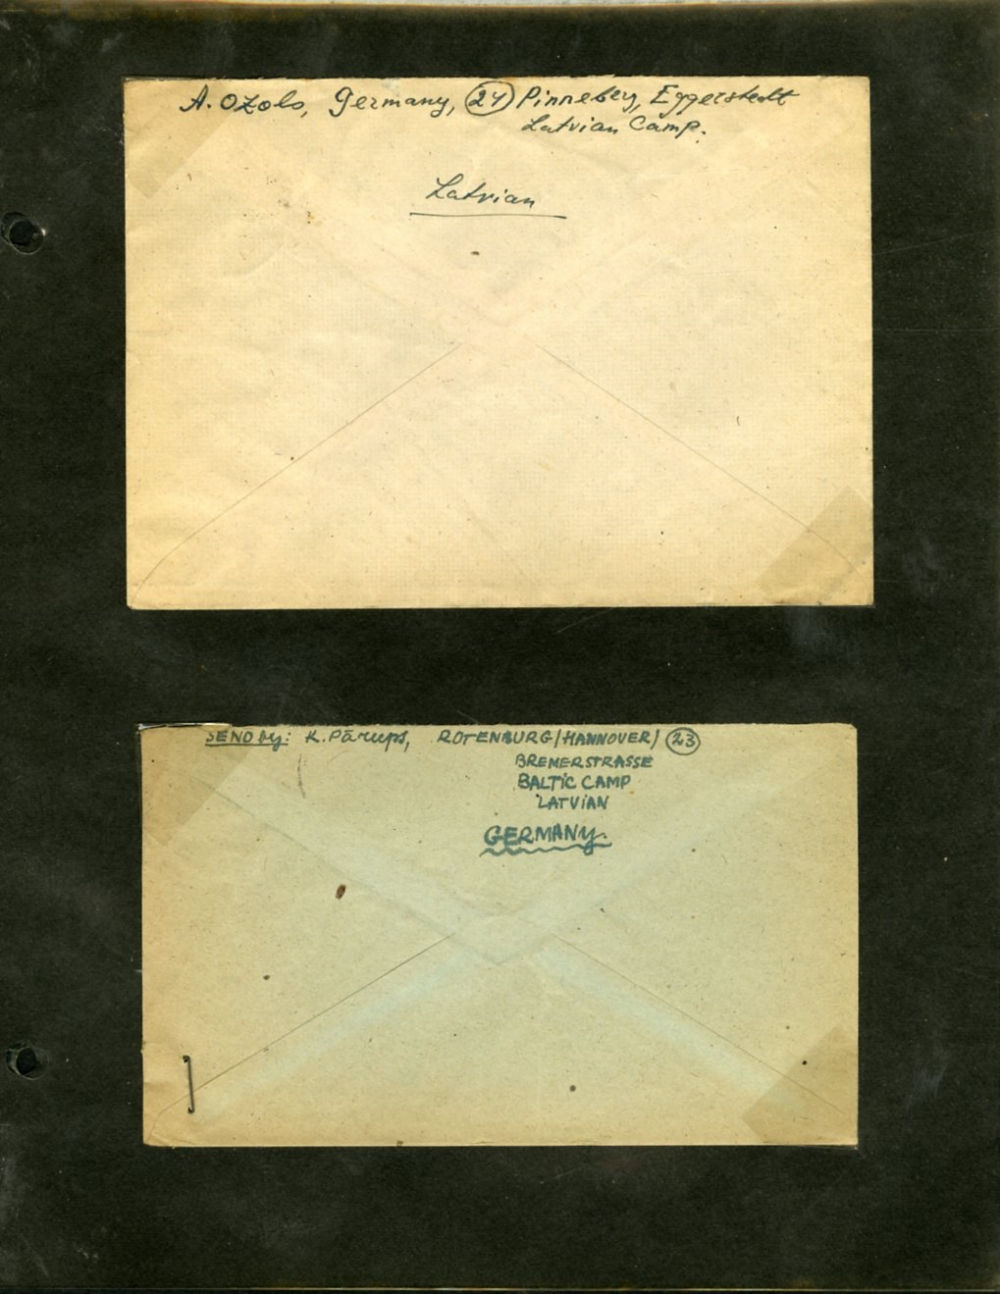 A. Ozols, Germany, (24) Pinneberg, Eggerstedt
Latvian Camp.
Latvian
SEND by: K. Pārups, ROTENBURG/HANNOVER/ (23)
BREMERSTRASSE
BALTiC CAMP
LATViAN
GERMANY.